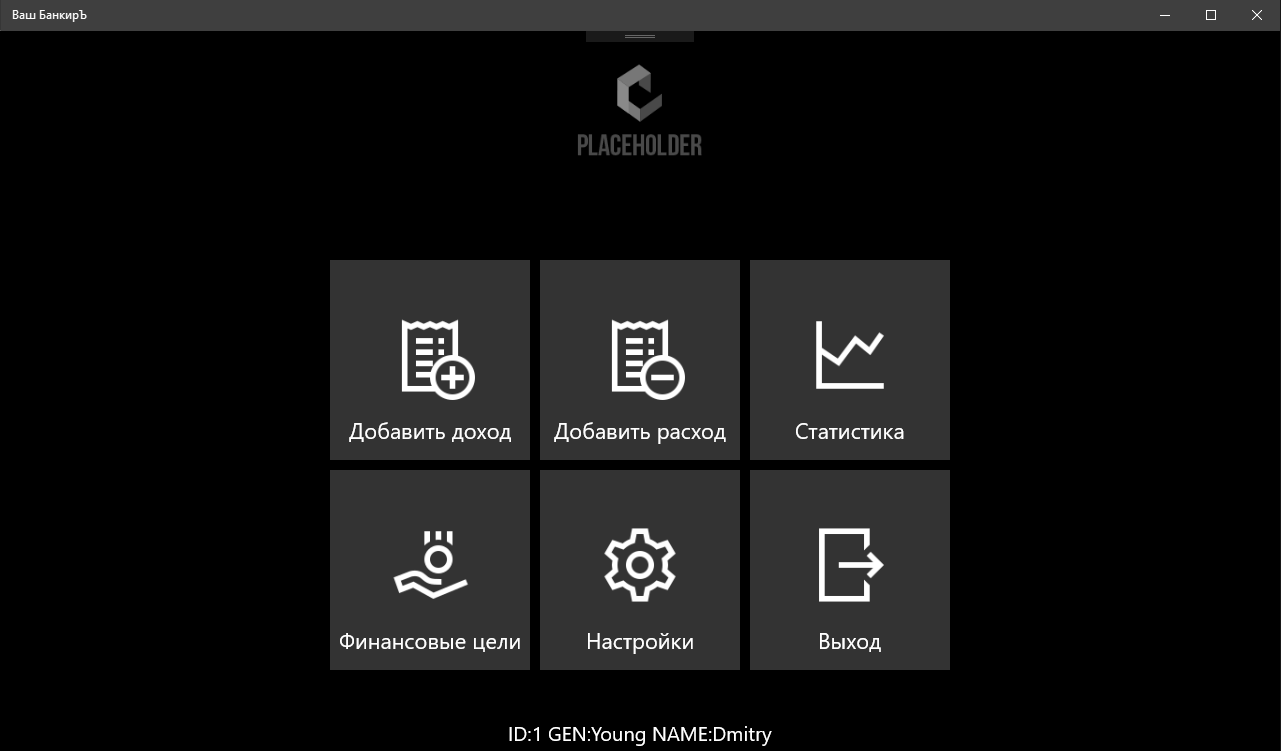 Ваш БанкирЪ
PLACEHOLDER
Добавить доход
Добавить расход
Статистика
Финансовые цели
Настройки
Выход
ID:1 GEN:Young NAME:Dmitry